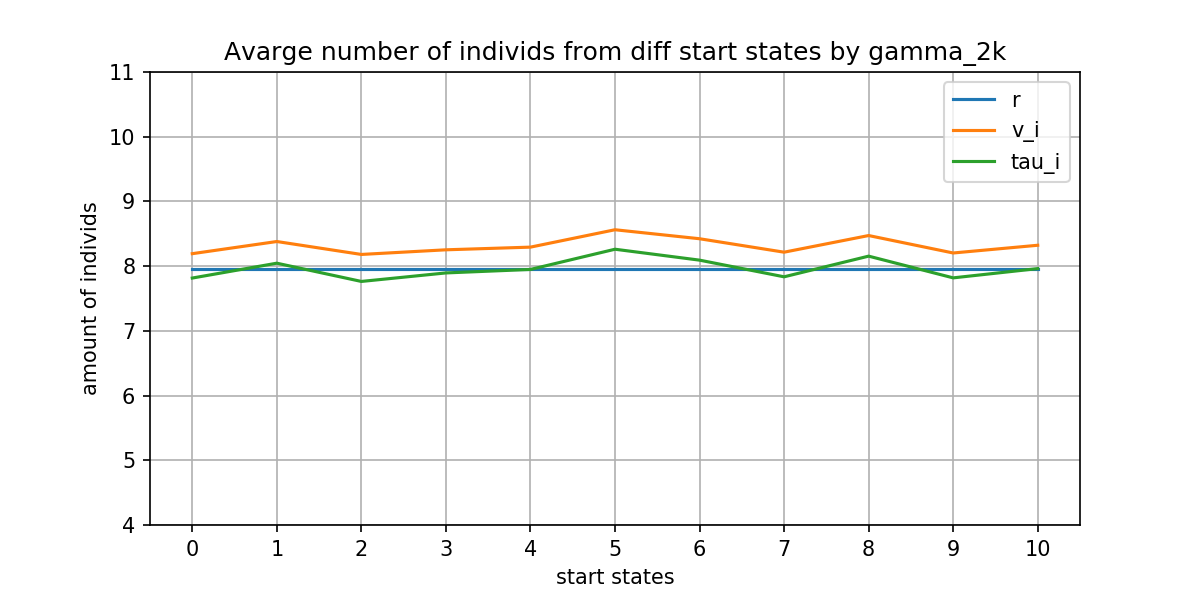 Avarge number of individs from diff start states by gamma_2k
r
v_i
tau_i
amount of individs
11
10
9
8
7
6
5
4
0 1 2 3 4 5 6 7 8 9 10
start states